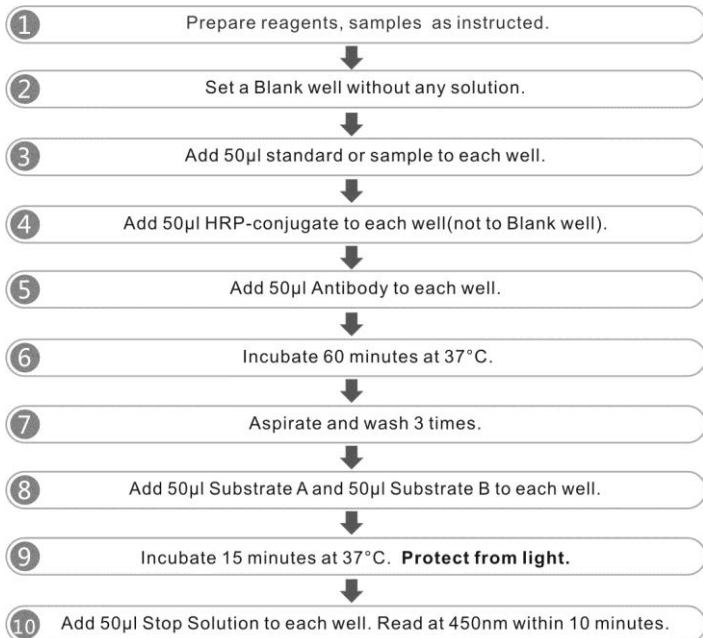 1 Prepare reagents, samples as instructed.
2 Set a Blank well without any solution.
3 Add 50µl standard or sample to each well.
4 Add 50µl HRP-conjugate to each well(not to Blank well).
5 Add 50µl Antibody to each well.
6 Incubate 60 minutes at 37°C.
7 Aspirate and wash 3 times.
8 Add 50µl Substrate A and 50µl Substrate B to each well.
9 Incubate 15 minutes at 37°C. Protect from light.
10 Add 50µl Stop Solution to each well. Read at 450nm within 10 minutes.